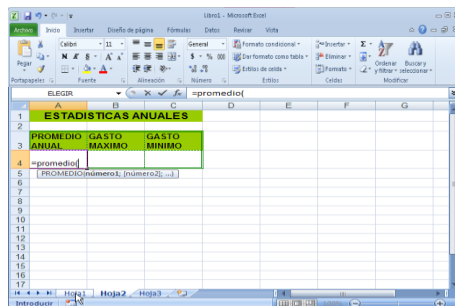 Libro1 - Microsoft Excel
Archivo Inicio Insertar Diseño de página Fórmulas Datos Revisar Vista
Calibri 11 General Formato condicional Insertar
Pegar N K S $ % 000 Dar formato como tabla Eliminar Ordenar Buscar y
Estilos de celda Formato y filtrar seleccionar
Portapapeles Fuente Alineación Número Estilos Celdas Modificar
ELEGIR =promedio(
A B C D E F G
1 ESTADISTICAS ANUALES
2
3 PROMEDIO ANUAL GASTO MAXIMO GASTO MINIMO
4 =promedio(
5 PROMEDIO(número1; [número2]; ...)
6
7
8
9
10
11
12
13
14
15
16
17
Hoja1 Hoja2 Hoja3
Introducir